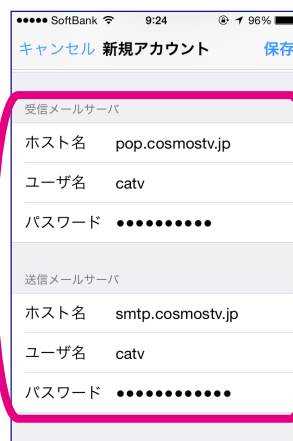 ●●●●● SoftBank 9:24 96%
キャンセル 新規アカウント 保存
受信メールサーバ
ホスト名 pop.cosmostv.jp
ユーザ名 catv
パスワード ●●●●●●●●●●
送信メールサーバ
ホスト名 smtp.cosmostv.jp
ユーザ名 catv
パスワード ●●●●●●●●●●●●